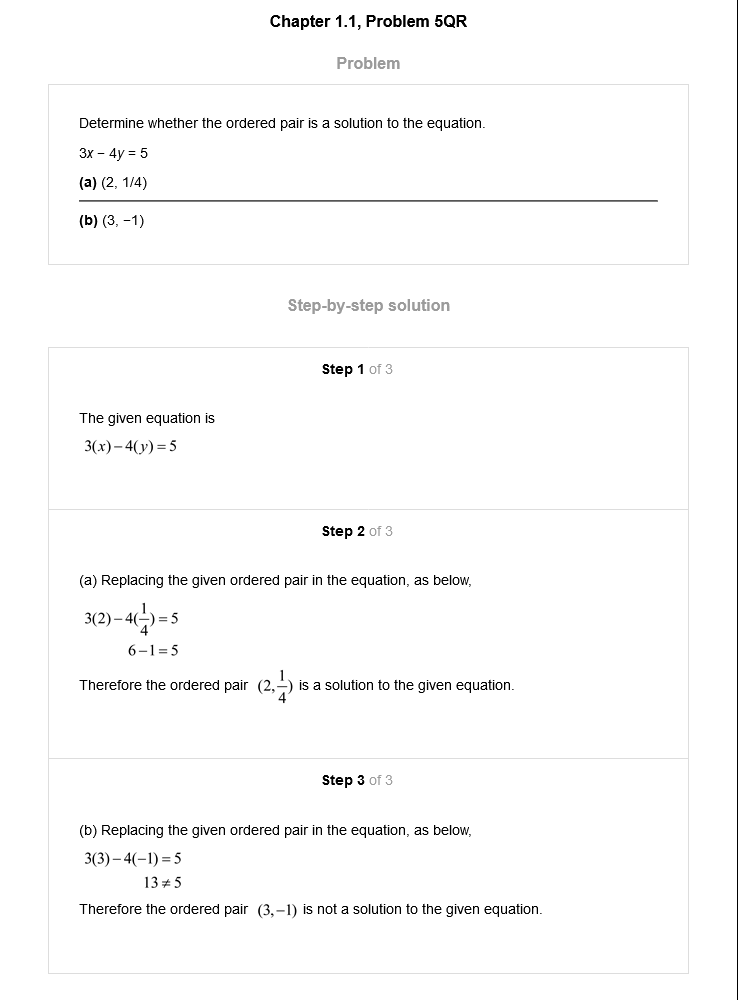 Chapter 1.1, Problem 5QR
Problem
Determine whether the ordered pair is a solution to the equation.
3x − 4y = 5
(a) (2, 1/4)
(b) (3, −1)
Step-by-step solution
Step 1 of 3
The given equation is
3(x)−4(y)=5
Step 2 of 3
(a) Replacing the given ordered pair in the equation, as below,
3(2)−4(1/4)=5
6−1=5
Therefore the ordered pair (2,1/4) is a solution to the given equation.
Step 3 of 3
(b) Replacing the given ordered pair in the equation, as below,
3(3)−4(−1)=5
13≠5
Therefore the ordered pair (3,−1) is not a solution to the given equation.